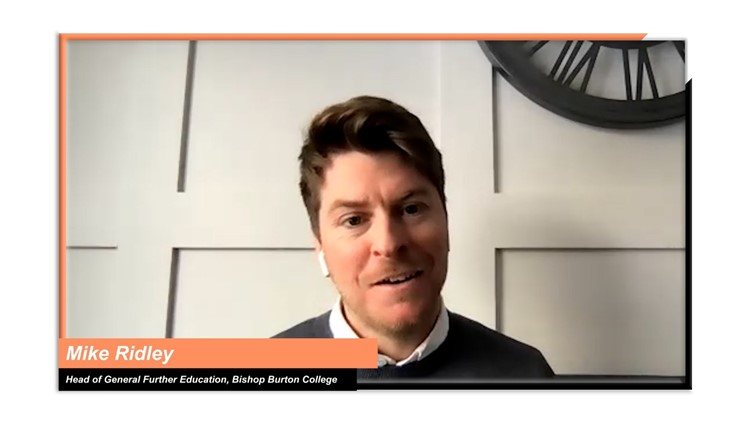 Mike Ridley
Head of General Further Education, Bishop Burton College